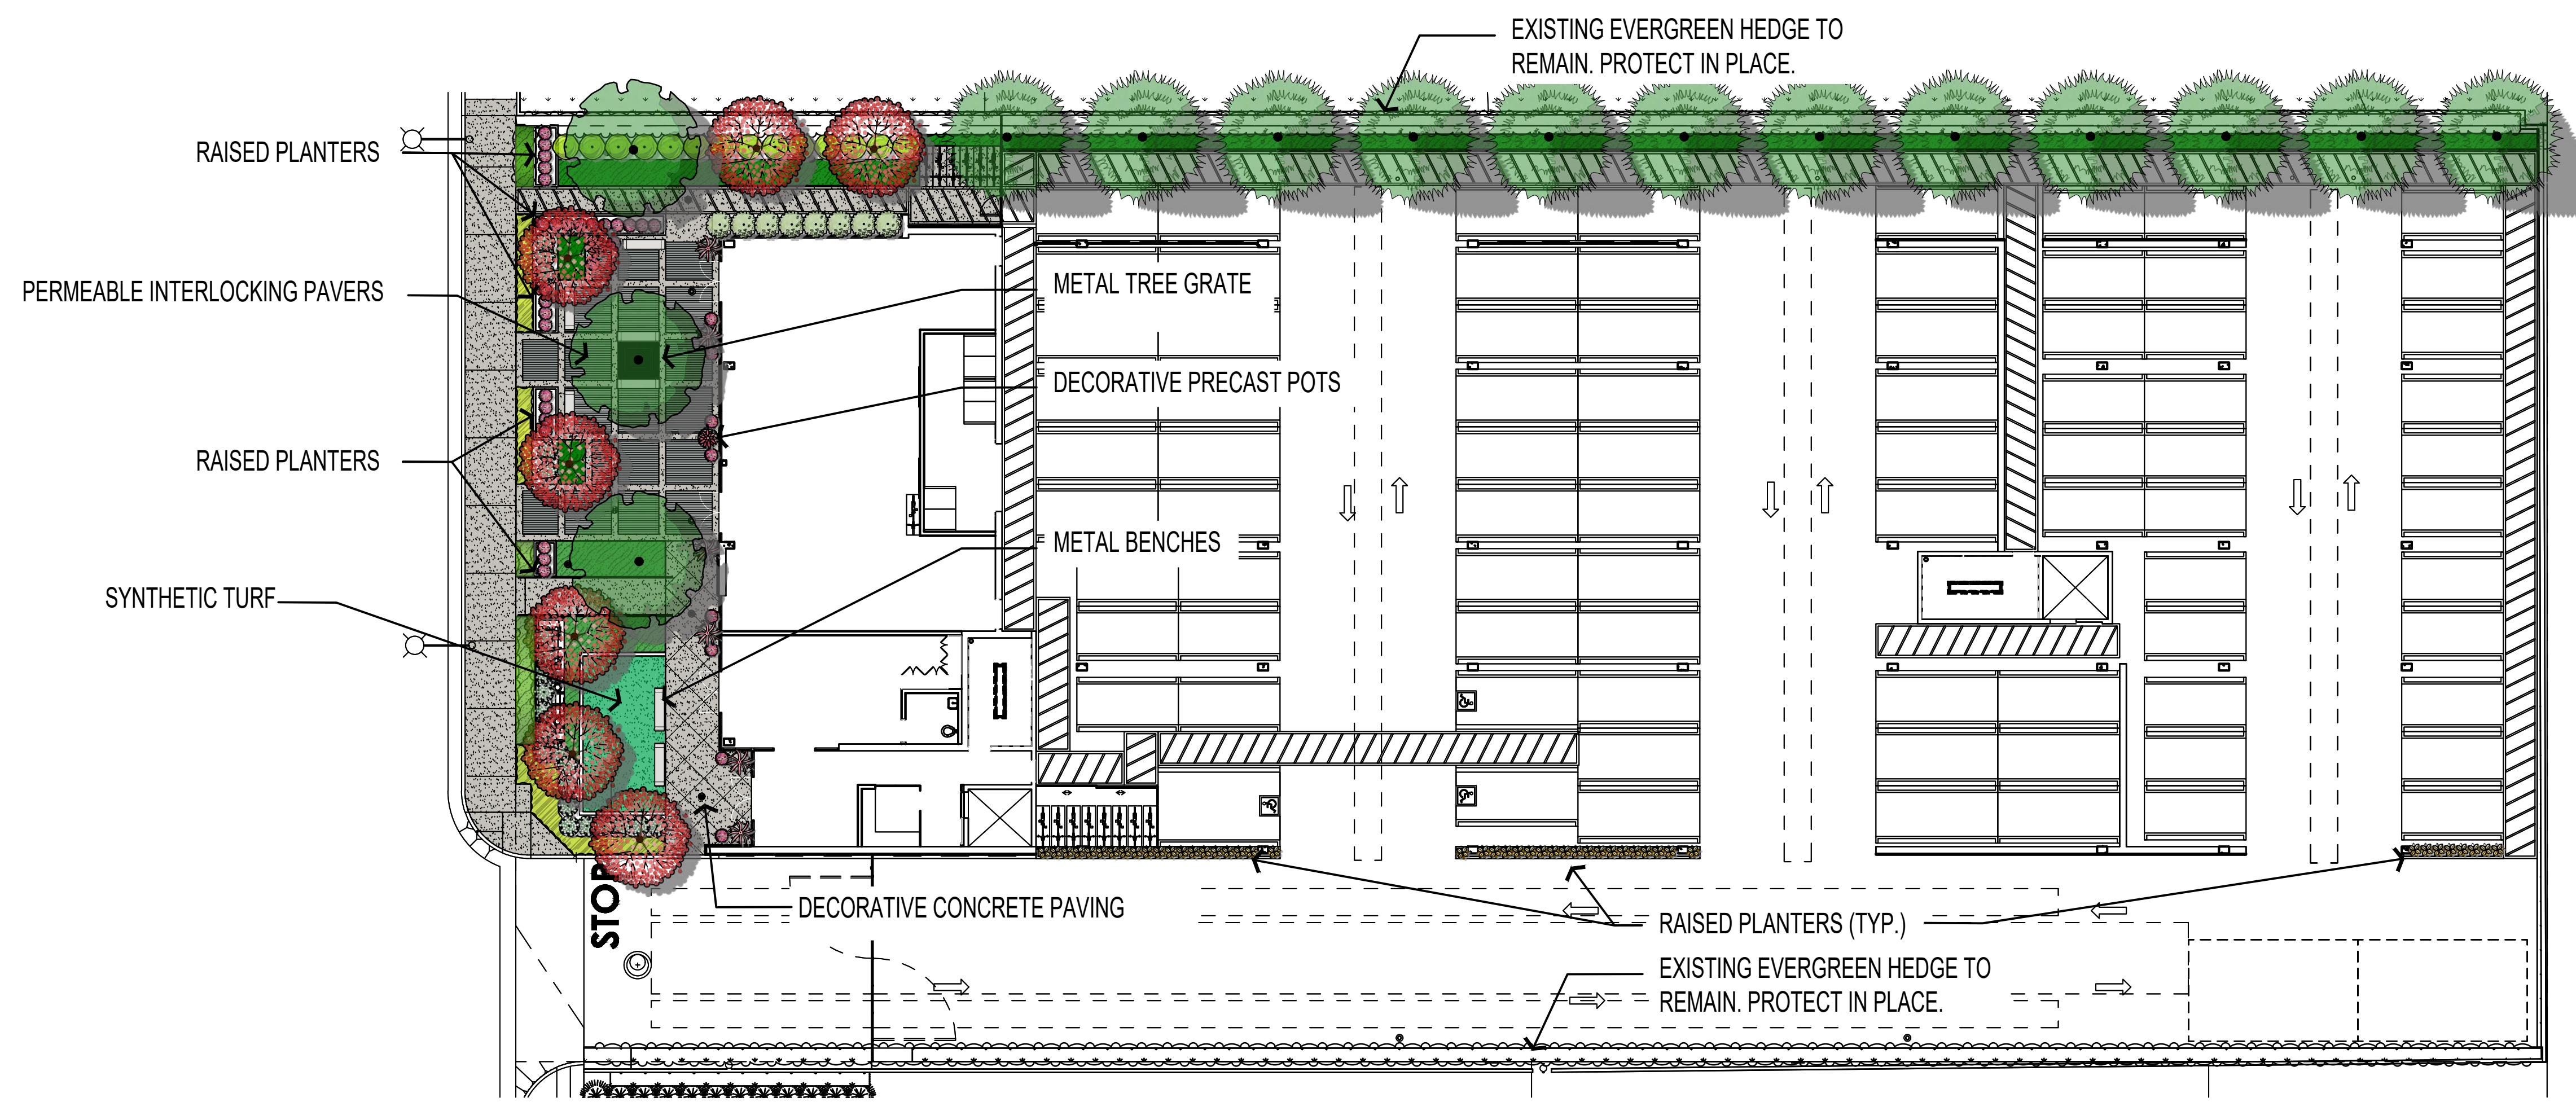 EXISTING EVERGREEN HEDGE TO
REMAIN. PROTECT IN PLACE.
RAISED PLANTERS
PERMEABLE INTERLOCKING PAVERS
METAL TREE GRATE
DECORATIVE PRECAST POTS
RAISED PLANTERS
METAL BENCHES
SYNTHETIC TURF
STOP
DECORATIVE CONCRETE PAVING
RAISED PLANTERS (TYP.)
EXISTING EVERGREEN HEDGE TO
REMAIN. PROTECT IN PLACE.